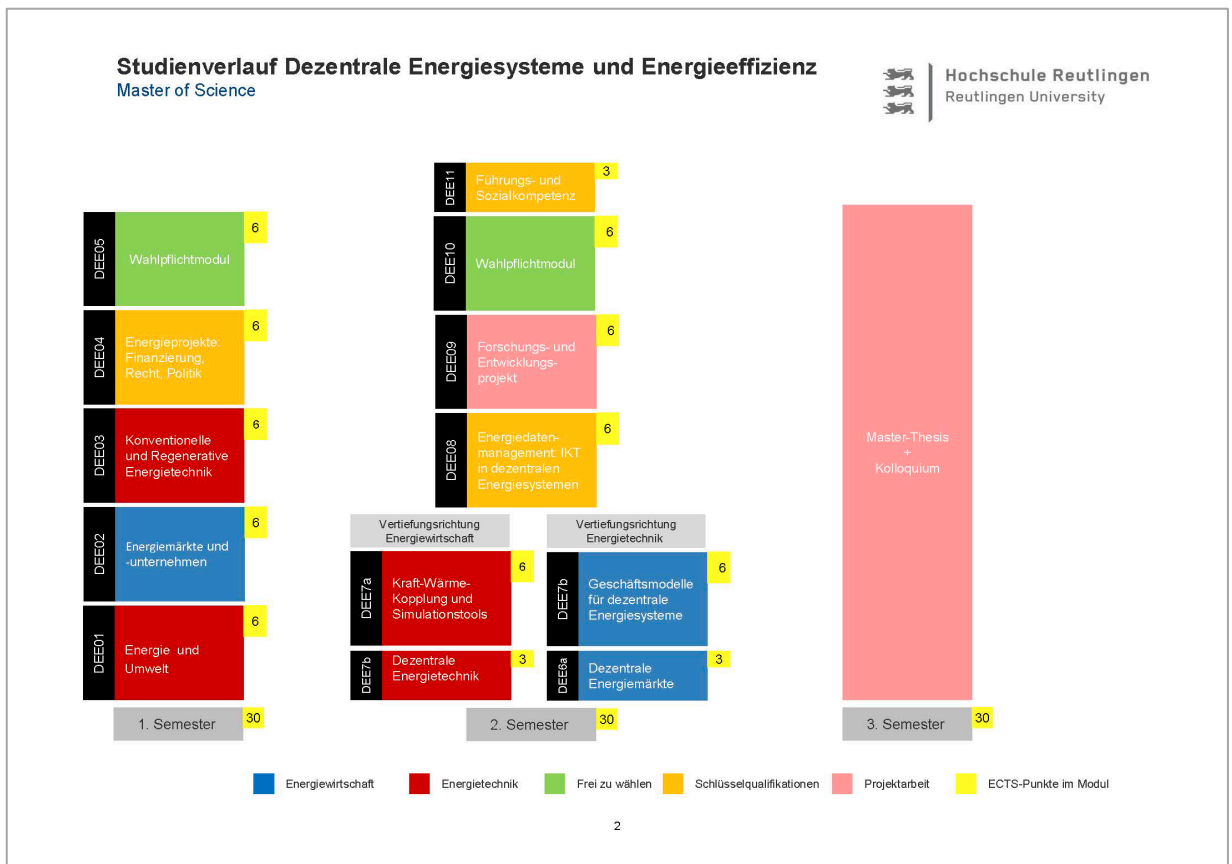 Studienverlauf Dezentrale Energiesysteme und Energieeffizienz
Master of Science
Hochschule Reutlingen
Reutlingen University
DEE05
Wahlpflichtmodul
6
DEE04
Energieprojekte:
Finanzierung,
Recht, Politik
6
DEE03
Konventionelle
und Regenerative
Energietechnik
6
DEE02
Energiemärkte und
-unternehmen
6
DEE01
Energie und
Umwelt
6
1. Semester
30
DEE11
Führungs- und
Sozialkompetenz
3
DEE10
Wahlpflichtmodul
6
DEE09
Forschungs- und
Entwicklungs-
projekt
6
DEE08
Energiedaten-
management: IKT
in dezentralen
Energiesystemen
6
Vertiefungsrichtung
Energiewirtschaft
DEE7a
Kraft-Wärme-
Kopplung und
Simulationstools
6
DEE7b
Dezentrale
Energietechnik
3
Vertiefungsrichtung
Energietechnik
DEE7b
Geschäftsmodelle
für dezentrale
Energiesysteme
6
DEE6a
Dezentrale
Energiemärkte
3
2. Semester
30
Master-Thesis
+
Kolloquium
3. Semester
30
Energiewirtschaft
Energietechnik
Frei zu wählen
Schlüsselqualifikationen
Projektarbeit
ECTS-Punkte im Modul
2